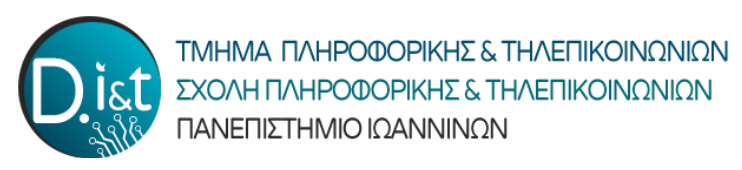 D.i&t
ΤΜΗΜΑ ΠΛΗΡΟΦΟΡΙΚΗΣ & ΤΗΛΕΠΙΚΟΙΝΩΝΙΩΝ
ΣΧΟΛΗ ΠΛΗΡΟΦΟΡΙΚΗΣ & ΤΗΛΕΠΙΚΟΙΝΩΝΙΩΝ
ΠΑΝΕΠΙΣΤΗΜΙΟ ΙΩΑΝΝΙΝΩΝ